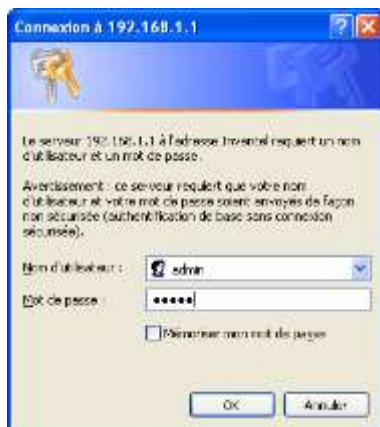 Connexion à 192.168.1.1
Le serveur 192.168.1.1 à l'adresse Inventel requiert un nom
d'utilisateur et un mot de passe.
Avertissement : ce serveur requiert que votre nom
d'utilisateur et votre mot de passe soient envoyés de façon
non sécurisée (authentification de base sans connexion
sécurisée).
Nom d'utilisateur :
admin
Mot de passe :
•••••
Mémoriser mon mot de passe
OK
Annuler